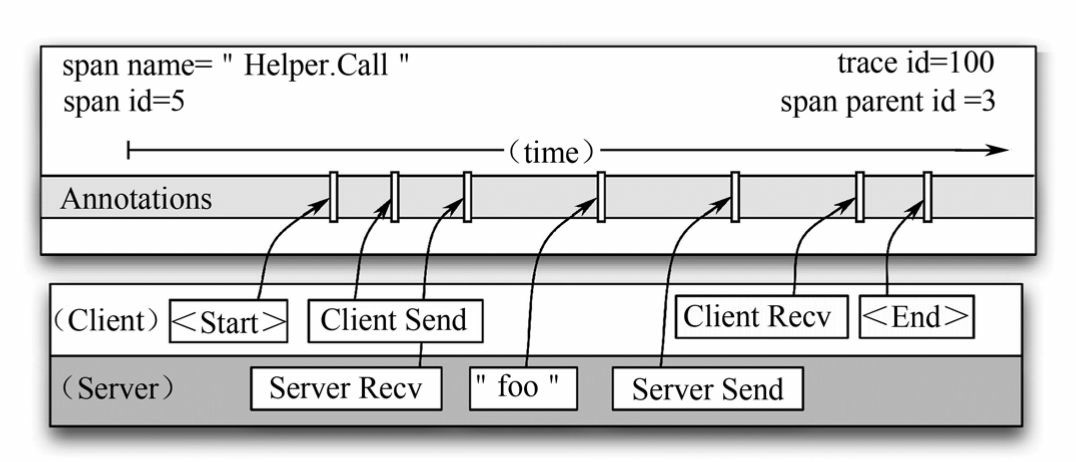 span name= " Helper.Call "
trace id=100
span id=5
span parent id =3
（time）
Annotations
（Client）
＜Start＞
Client Send
Client Recv
＜End＞
（Server）
Server Recv
" foo "
Server Send